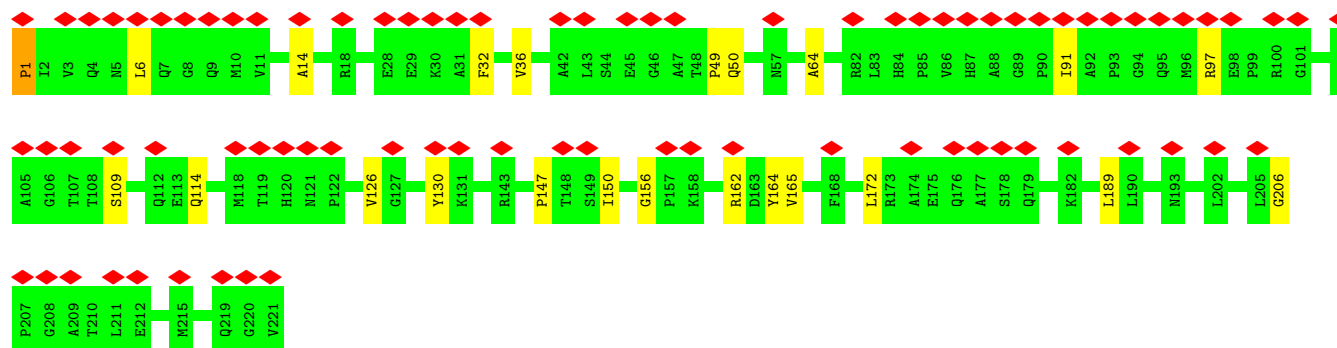 P1 I2 V3 Q4 N5 L6 Q7 G8 Q9 M10 V11 A14 R18 E28 E29 K30 A31 F32 V36 A42 L43 S44 E45 G46 A47 T48 P49 Q50 N57 A64 R82 L83 H84 P85 V86 H87 A88 G89 P90 I91 A92 P93 G94 Q95 M96 R97 E98 P99 R100 G101
A105 G106 T107 T108 S109 Q112 E113 Q114 M118 T119 H120 N121 P122 V126 G127 Y130 K131 R143 P147 T148 S149 I150 G156 P157 K158 R162 D163 Y164 V165 F168 L172 R173 A174 E175 Q176 A177 S178 Q179 K182 L189 L190 N193 L202 L205 G206
P207 G208 A209 T210 L211 E212 M215 Q219 G220 V221